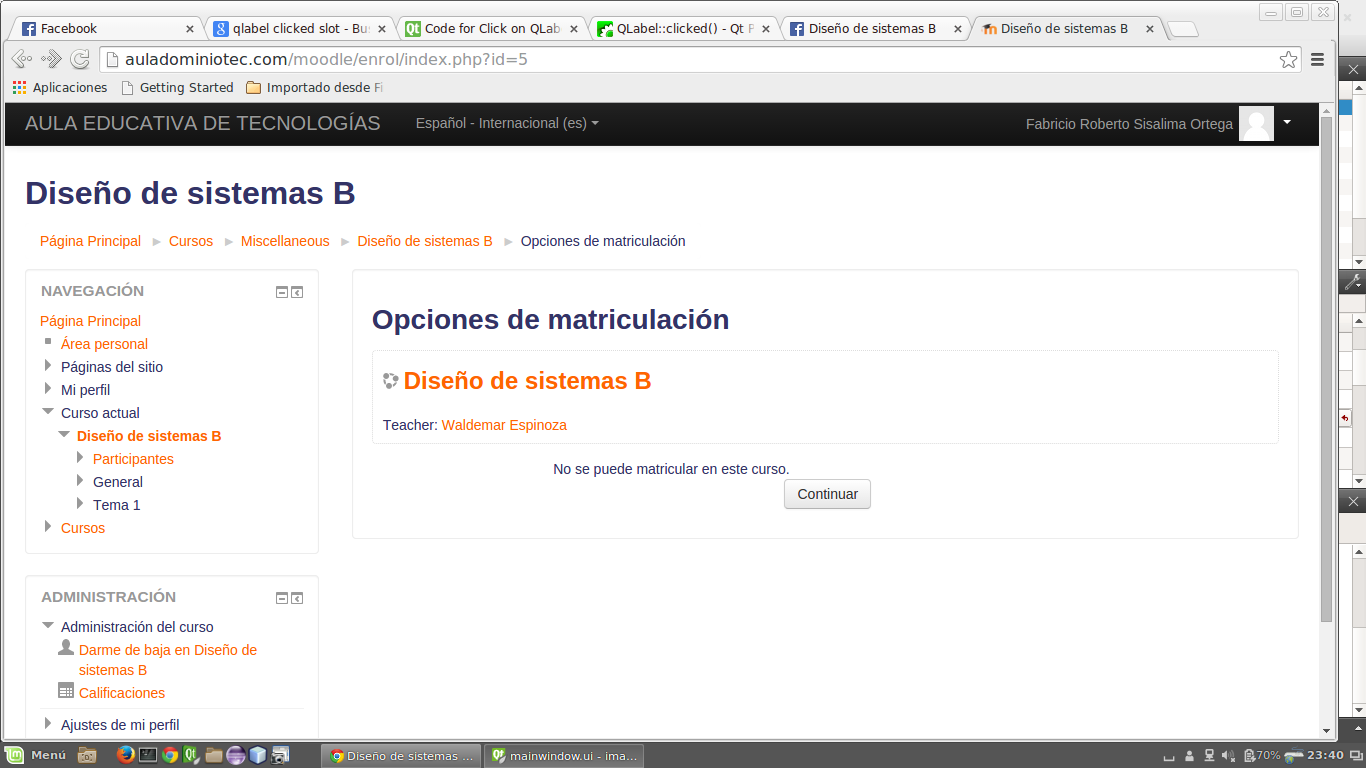 Facebook
qlabel clicked slot - Bus
Code for Click on QLab
QLabel::clicked() - Qt P
Diseño de sistemas B
Diseño de sistemas B
auladominiotec.com/moodle/enrol/index.php?id=5
Aplicaciones
Getting Started
Importado desde Fi
AULA EDUCATIVA DE TECNOLOGÍAS
Español - Internacional (es)
Fabricio Roberto Sisalima Ortega
Diseño de sistemas B
Página Principal ► Cursos ► Miscellaneous ► Diseño de sistemas B ► Opciones de matriculación
NAVEGACIÓN
Página Principal
Área personal
Páginas del sitio
Mi perfil
Curso actual
Diseño de sistemas B
Participantes
General
Tema 1
Cursos
Opciones de matriculación
Diseño de sistemas B
Teacher: Waldemar Espinoza
No se puede matricular en este curso.
Continuar
ADMINISTRACIÓN
Administración del curso
Darme de baja en Diseño de
sistemas B
Calificaciones
Ajustes de mi perfil
Menú
Diseño de sistemas ...
mainwindow.ui - ima...
70%
23:40